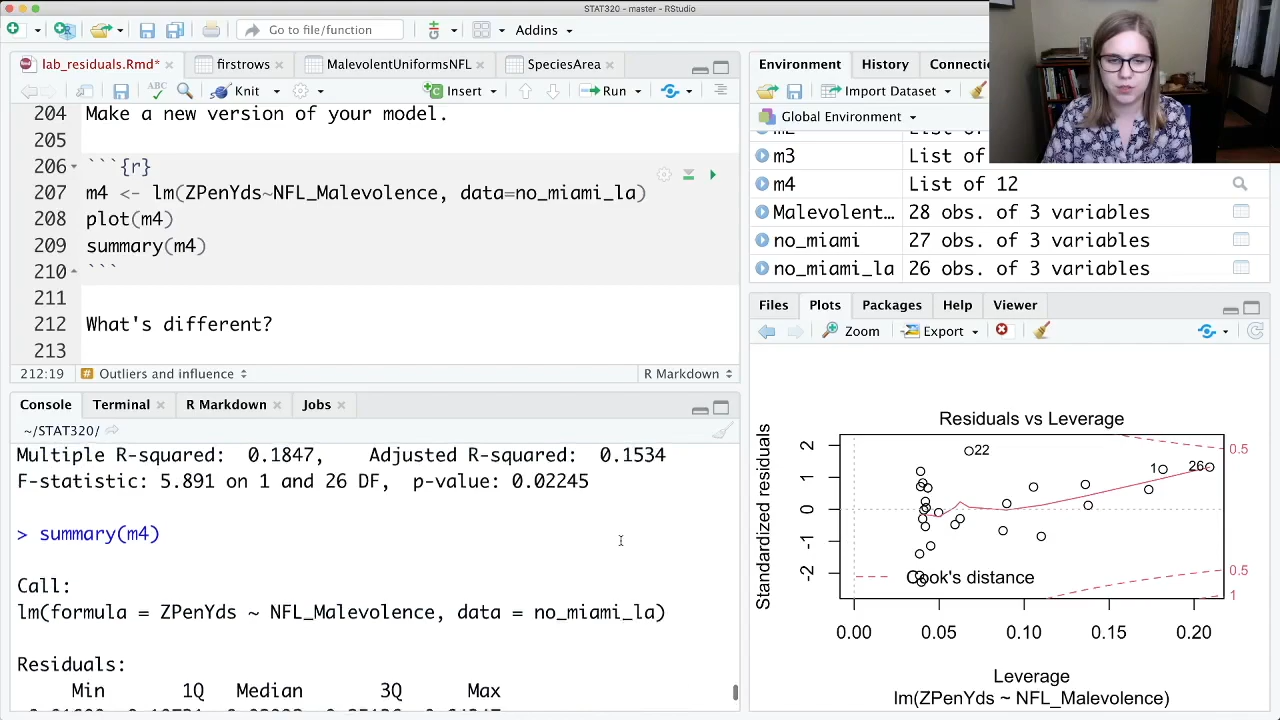 STAT320 - master - RStudio
Go to file/function
Addins
lab_residuals.Rmd*
firstrows
MalevolentUniformsNFL
SpeciesArea
Knit
Insert
Run
204 Make a new version of your model.
205
206 ```{r}
207 m4 <- lm(ZPenYds~NFL_Malevolence, data=no_miami_la)
208 plot(m4)
209 summary(m4)
210 ```
211
212 What's different?
213
212:19 # Outliers and influence
R Markdown
Console
Terminal
R Markdown
Jobs
~/STAT320/
Multiple R-squared:  0.1847,    Adjusted R-squared:  0.1534
F-statistic: 5.891 on 1 and 26 DF,  p-value: 0.02245
> summary(m4)
Call:
lm(formula = ZPenYds ~ NFL_Malevolence, data = no_miami_la)
Residuals:
Min 1Q Median 3Q Max
Environment
History
Connecti
Import Dataset
Global Environment
m3 List of 12
m4 List of 12
Malevolent… 28 obs. of 3 variables
no_miami 27 obs. of 3 variables
no_miami_la 26 obs. of 3 variables
Files
Plots
Packages
Help
Viewer
Zoom
Export
Residuals vs Leverage
Standardized residuals
2
1
0
-1
-2
22
1
26
0.5
0.5
1
Cook's distance
0.00 0.05 0.10 0.15 0.20
Leverage
lm(ZPenYds ~ NFL_Malevolence)